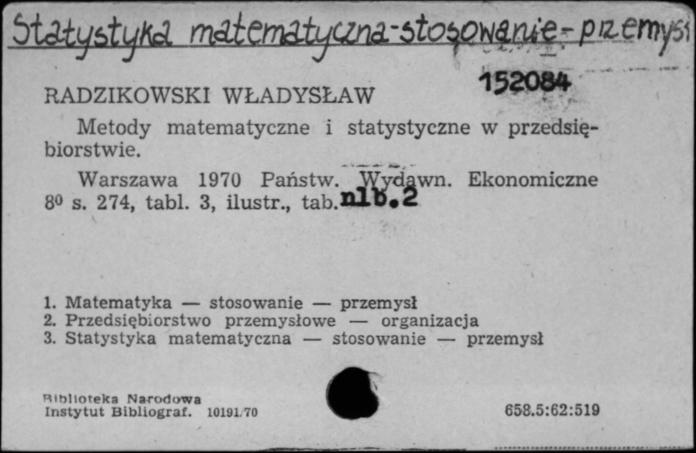 Statystyka matematyczna-stosowanie-przemysł
152084
RADZIKOWSKI WŁADYSŁAW
Metody matematyczne i statystyczne w przedsię-
biorstwie.
Warszawa 1970 Państw. Wydawn. Ekonomiczne
8⁰ s. 274, tabl. 3, ilustr., tab. nlb. 2
1. Matematyka — stosowanie — przemysł
2. Przedsiębiorstwo przemysłowe — organizacja
3. Statystyka matematyczna — stosowanie — przemysł
Biblioteka Narodowa
Instytut Bibliograf. 10191/70
658.5:62:519